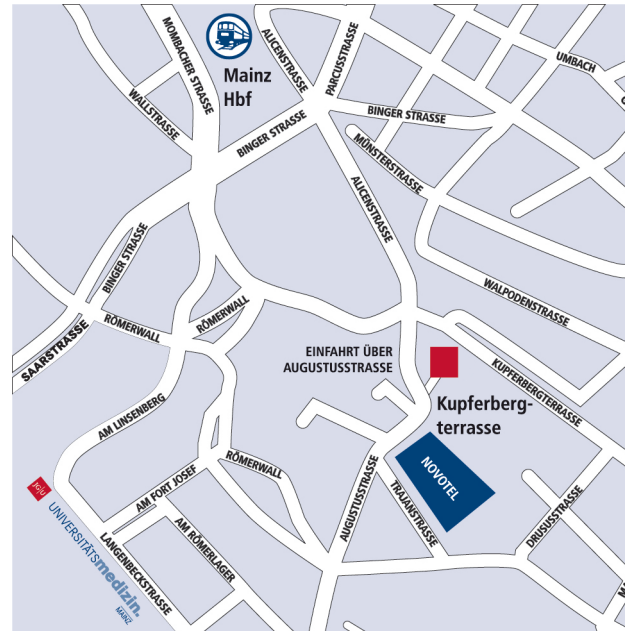 MOMBACHER STRASSE
ALICENSTRASSE
PARCUSSTRASSE
UMBACH
Mainz
Hbf
WALLSTRASSE
BINGER STRASSE
BINGER STRASSE
MÜNSTERSTRASSE
ALICENSTRASSE
BINGER STRASSE
WALPODENSTRASSE
RÖMERWALL
RÖMERWALL
SAARSTRASSE
EINFAHRT ÜBER
AUGUSTUSSTRASSE
KUPFERBERGTERRASSE
Kupferberg-
terrasse
AM LINSENBERG
NOVOTEL
RÖMERWALL
AM FORT JOSEF
AUGUSTUSSTRASSE
TRAJANSTRASSE
DRUSUSSTRASSE
JG|U
UNIVERSITÄTSmedizin.
MAINZ
LANGENBECKSTRASSE
AM RÖMERLAGER